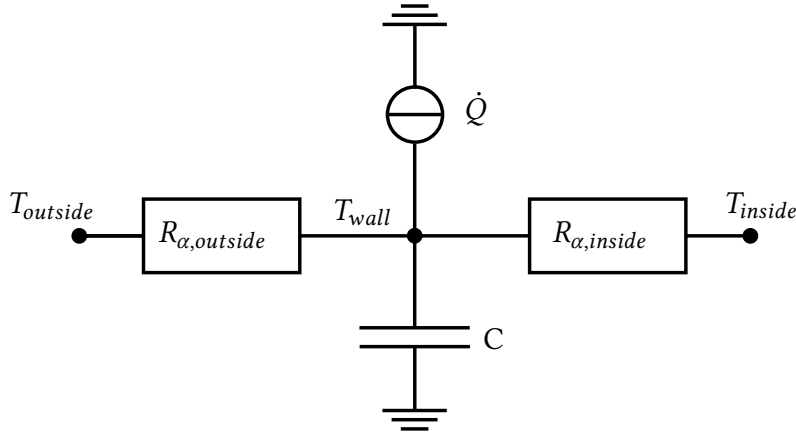 Q̇
T_outside
R_α,outside
T_wall
R_α,inside
T_inside
C